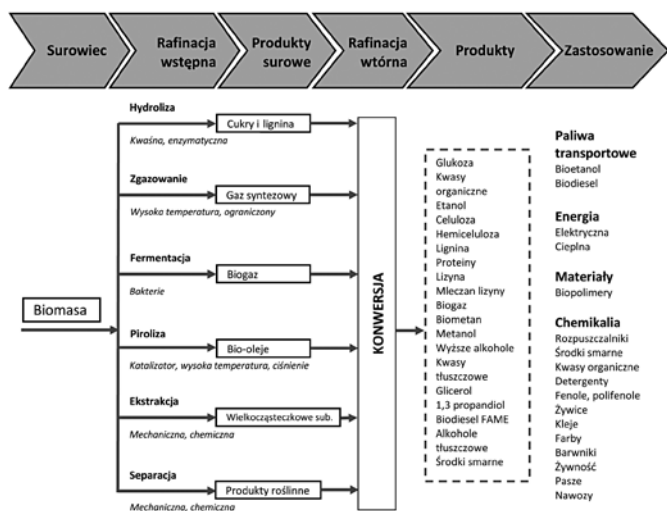 Surowiec
Rafinacja
wstępna
Produkty
surowe
Rafinacja
wtórna
Produkty
Zastosowanie
Biomasa
Hydroliza
Kwaśna, enzymatyczna
Cukry i lignina
Zgazowanie
Wysoka temperatura, ograniczony
Gaz syntezowy
Fermentacja
Bakterie
Biogaz
Piroliza
Katalizator, wysoka temperatura, ciśnienie
Bio-oleje
Ekstrakcja
Mechaniczna, chemiczna
Wielkocząsteczkowe sub.
Separacja
Mechaniczna, chemiczna
Produkty roślinne
KONWERSJA
Glukoza
Kwasy
organiczne
Etanol
Celuloza
Hemiceluloza
Lignina
Proteiny
Lizyna
Mleczan lizyny
Biogaz
Biometan
Metanol
Wyższe alkohole
Kwasy
tłuszczowe
Glicerol
1,3 propandiol
Biodiesel FAME
Alkohole
tłuszczowe
Środki smarne
Paliwa
transportowe
Bioetanol
Biodiesel
Energia
Elektryczna
Cieplna
Materiały
Biopolimery
Chemikalia
Rozpuszczalniki
Środki smarne
Kwasy organiczne
Detergenty
Fenole, polifenole
Żywice
Kleje
Farby
Barwniki
Żywność
Pasze
Nawozy